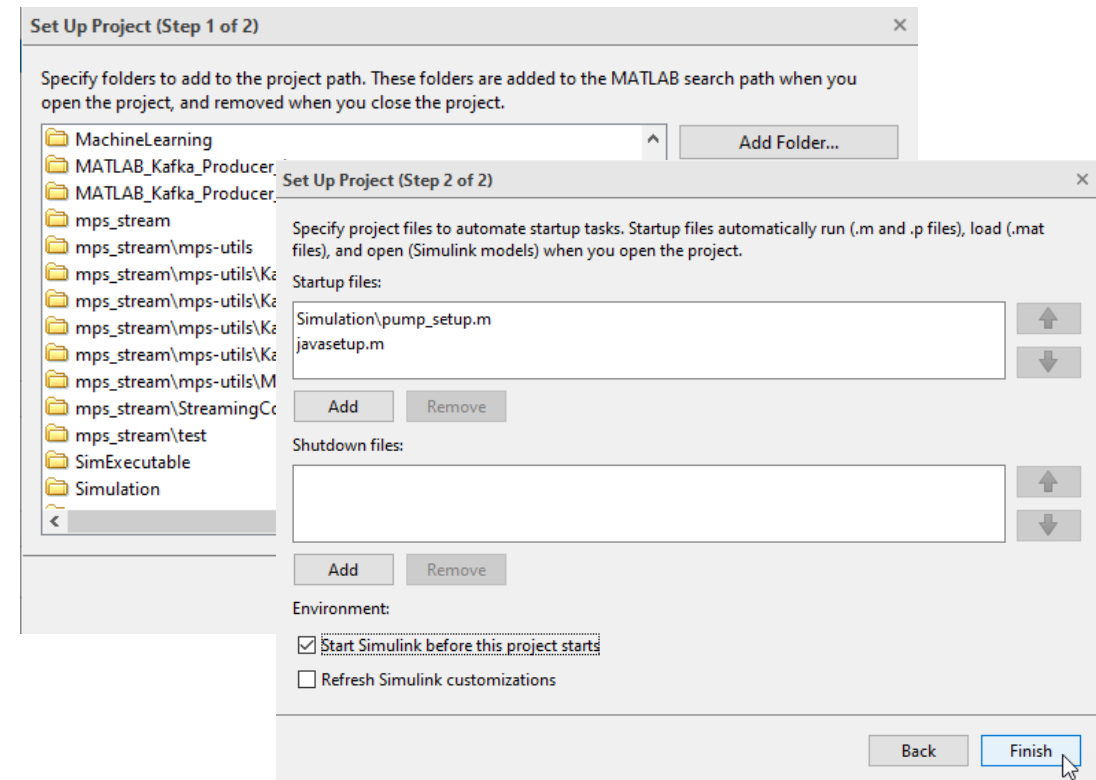 Set Up Project (Step 1 of 2)
Specify folders to add to the project path. These folders are added to the MATLAB search path when you
open the project, and removed when you close the project.
MachineLearning
Add Folder...
MATLAB_Kafka_Producer_
MATLAB_Kafka_Producer_
mps_stream
mps_stream\mps-utils
mps_stream\mps-utils\Ka
mps_stream\mps-utils\Ka
mps_stream\mps-utils\Ka
mps_stream\mps-utils\Ka
mps_stream\mps-utils\M
mps_stream\StreamingCo
mps_stream\test
SimExecutable
Simulation
Set Up Project (Step 2 of 2)
Specify project files to automate startup tasks. Startup files automatically run (.m and .p files), load (.mat
files), and open (Simulink models) when you open the project.
Startup files:
Simulation\pump_setup.m
javasetup.m
Add
Remove
Shutdown files:
Add
Remove
Environment:
Start Simulink before this project starts
Refresh Simulink customizations
Back
Finish